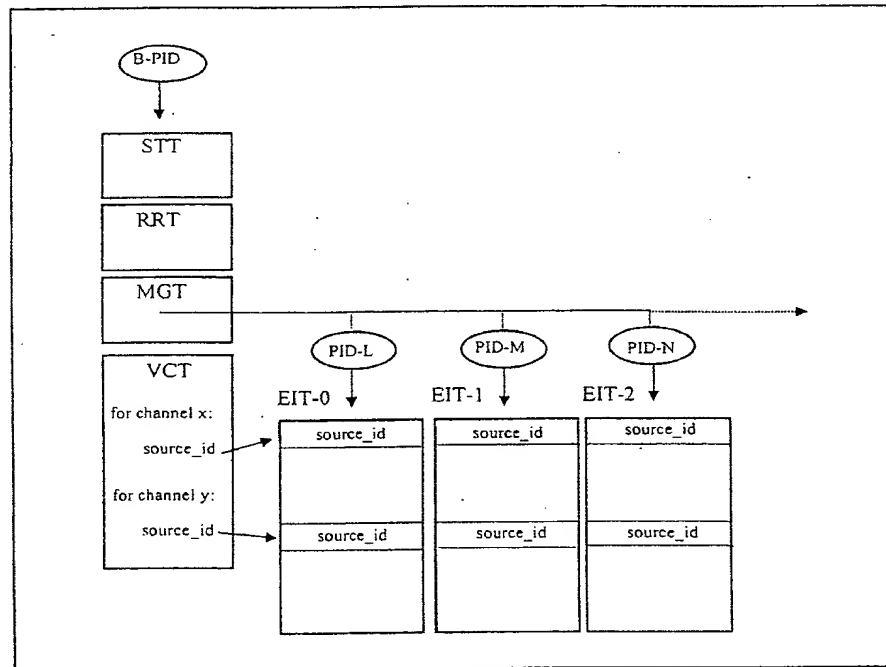 B-PID
STT
RRT
MGT
PID-L
PID-M
PID-N
VCT
for channel x:
source_id
for channel y:
source_id
EIT-0
EIT-1
EIT-2
source_id
source_id
source_id
source_id
source_id
source_id